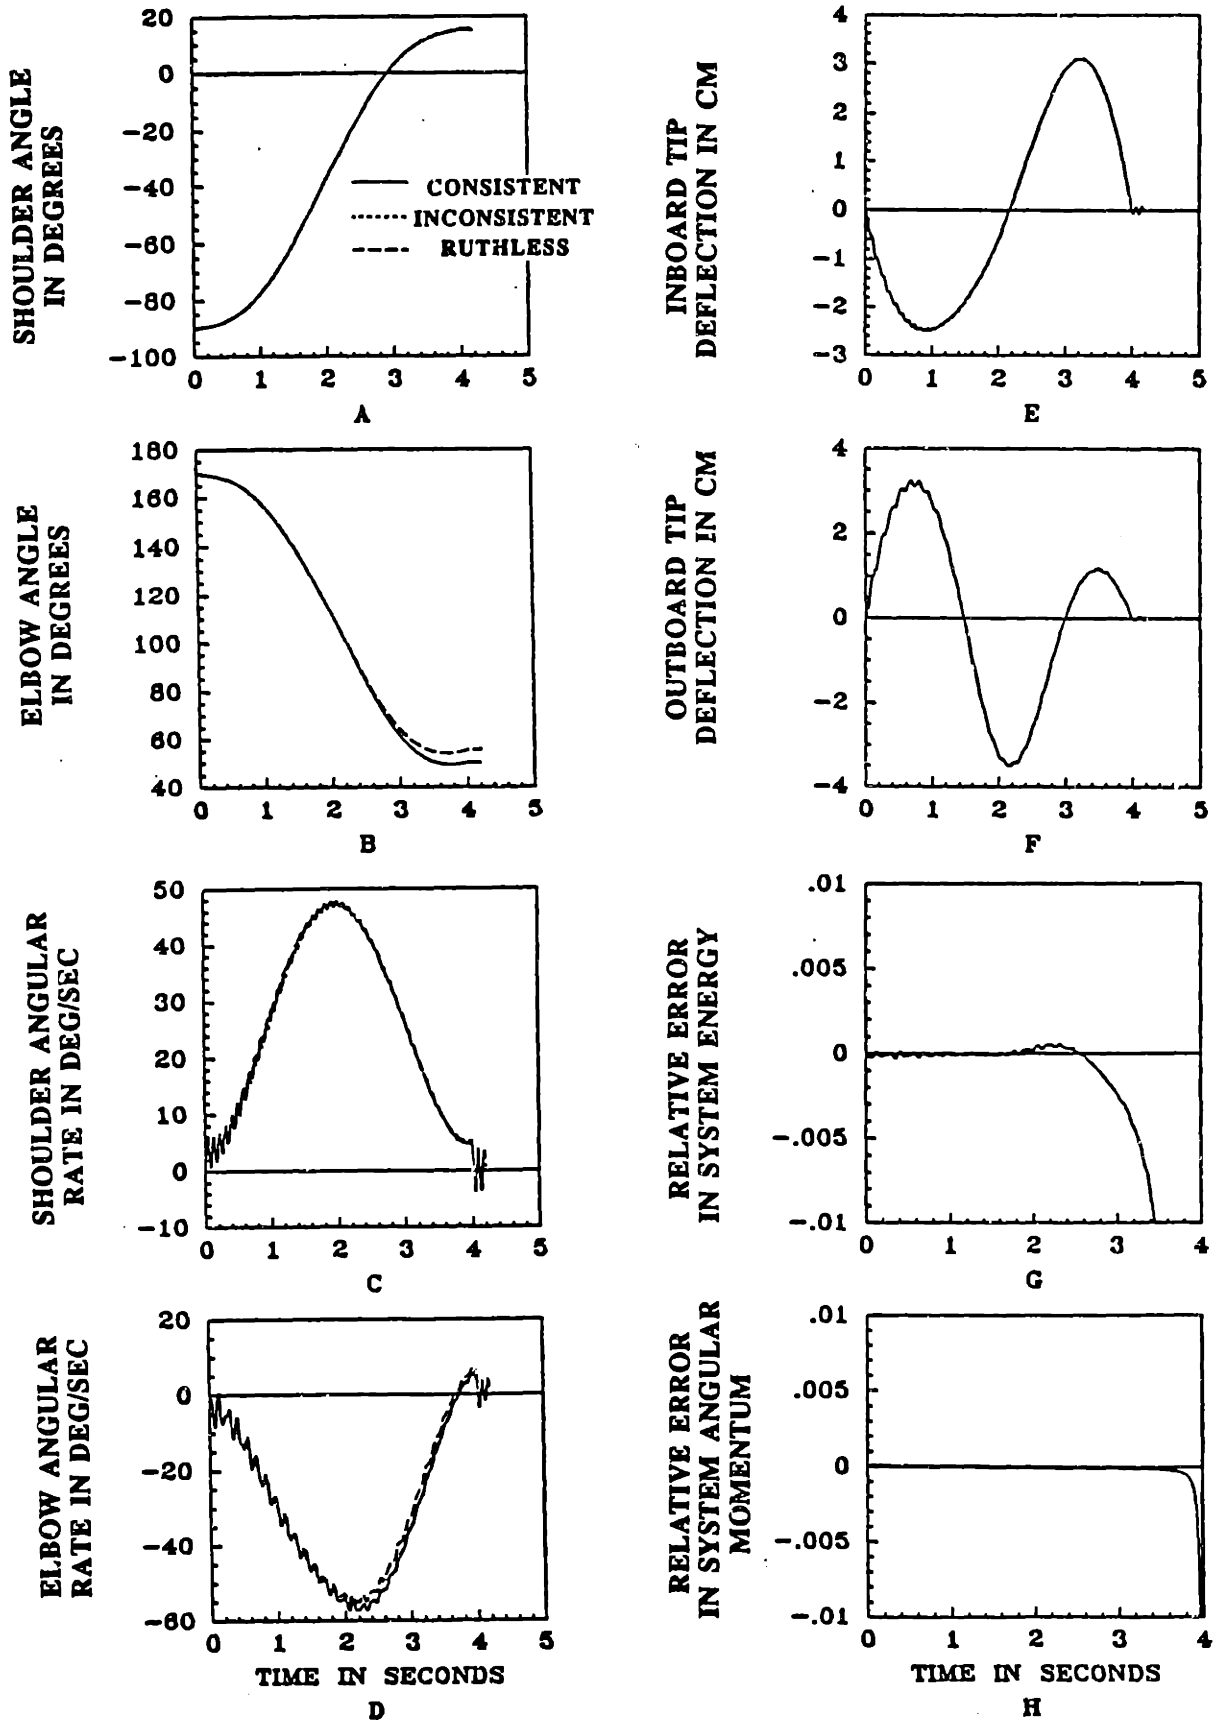 SHOULDER ANGLE
IN DEGREES
20
0
−20
−40
−60
−80
−100
CONSISTENT
INCONSISTENT
RUTHLESS
0 1 2 3 4 5
A
INBOARD TIP
DEFLECTION IN CM
4
3
2
1
0
−1
−2
−3
0 1 2 3 4 5
E
ELBOW ANGLE
IN DEGREES
180
160
140
120
100
80
60
40
0 1 2 3 4 5
B
OUTBOARD TIP
DEFLECTION IN CM
4
2
0
−2
−4
0 1 2 3 4 5
F
SHOULDER ANGULAR
RATE IN DEG/SEC
50
40
30
20
10
0
−10
0 1 2 3 4 5
C
RELATIVE ERROR
IN SYSTEM ENERGY
.01
.005
0
−.005
−.01
0 1 2 3 4
G
ELBOW ANGULAR
RATE IN DEG/SEC
20
0
−20
−40
−60
0 1 2 3 4 5
TIME IN SECONDS
D
RELATIVE ERROR
IN SYSTEM ANGULAR
MOMENTUM
.01
.005
0
−.005
−.01
0 1 2 3 4
TIME IN SECONDS
H